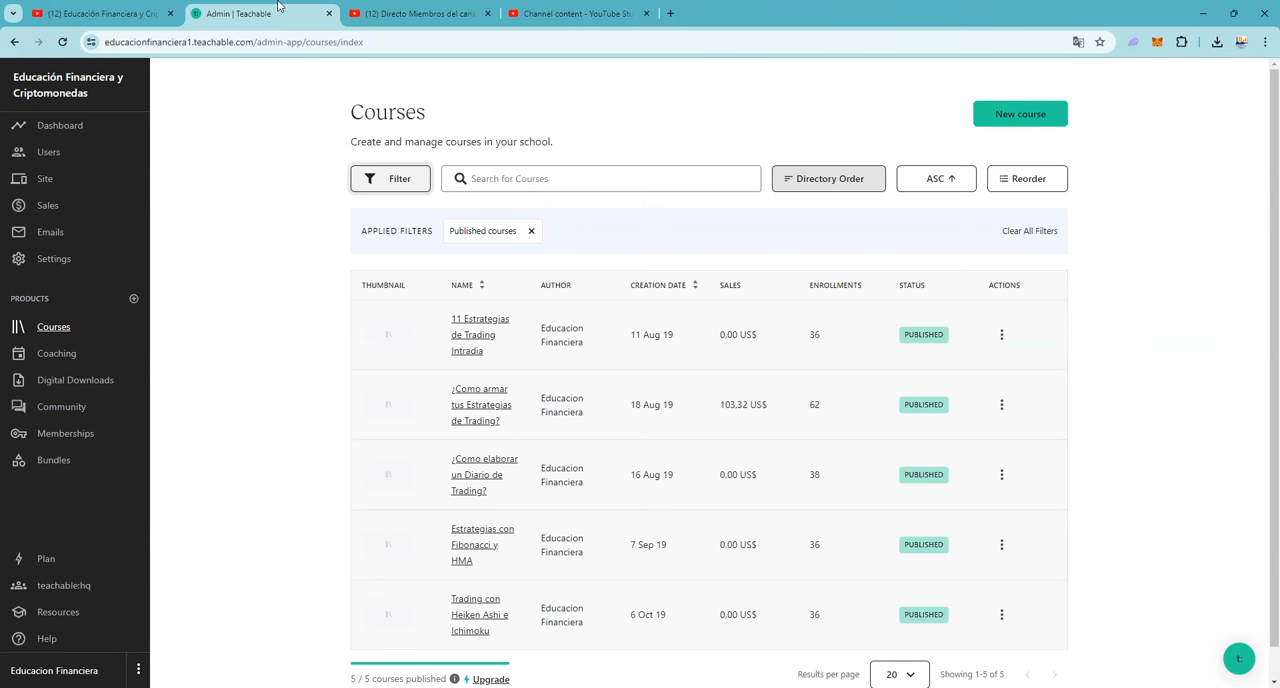 (12) Educación Financiera y Crip
Admin | Teachable
(12) Directo Miembros del cana
Channel content - YouTube Stu
educacionfinanciera1.teachable.com/admin-app/courses/index
Educación Financiera y
Criptomonedas
Dashboard
Users
Site
Sales
Emails
Settings
PRODUCTS
Courses
Coaching
Digital Downloads
Community
Memberships
Bundles
Plan
teachable:hq
Resources
Help
Educacion Financiera
Courses
New course
Create and manage courses in your school.
Filter
Search for Courses
Directory Order
ASC ↑
Reorder
APPLIED FILTERS
Published courses ×
Clear All Filters
THUMBNAIL NAME AUTHOR CREATION DATE SALES ENROLLMENTS STATUS ACTIONS
11 Estrategias
de Trading
Intradia
Educacion
Financiera
11 Aug 19
0,00 US$
36
PUBLISHED
¿Como armar
tus Estrategias
de Trading?
Educacion
Financiera
18 Aug 19
103,32 US$
62
PUBLISHED
¿Como elaborar
un Diario de
Trading?
Educacion
Financiera
16 Aug 19
0,00 US$
38
PUBLISHED
Estrategias con
Fibonacci y
HMA
Educacion
Financiera
7 Sep 19
0,00 US$
36
PUBLISHED
Trading con
Heiken Ashi e
Ichimoku
Educacion
Financiera
6 Oct 19
0,00 US$
36
PUBLISHED
5 / 5 courses published
Upgrade
Results per page
20
Showing 1-5 of 5
t: